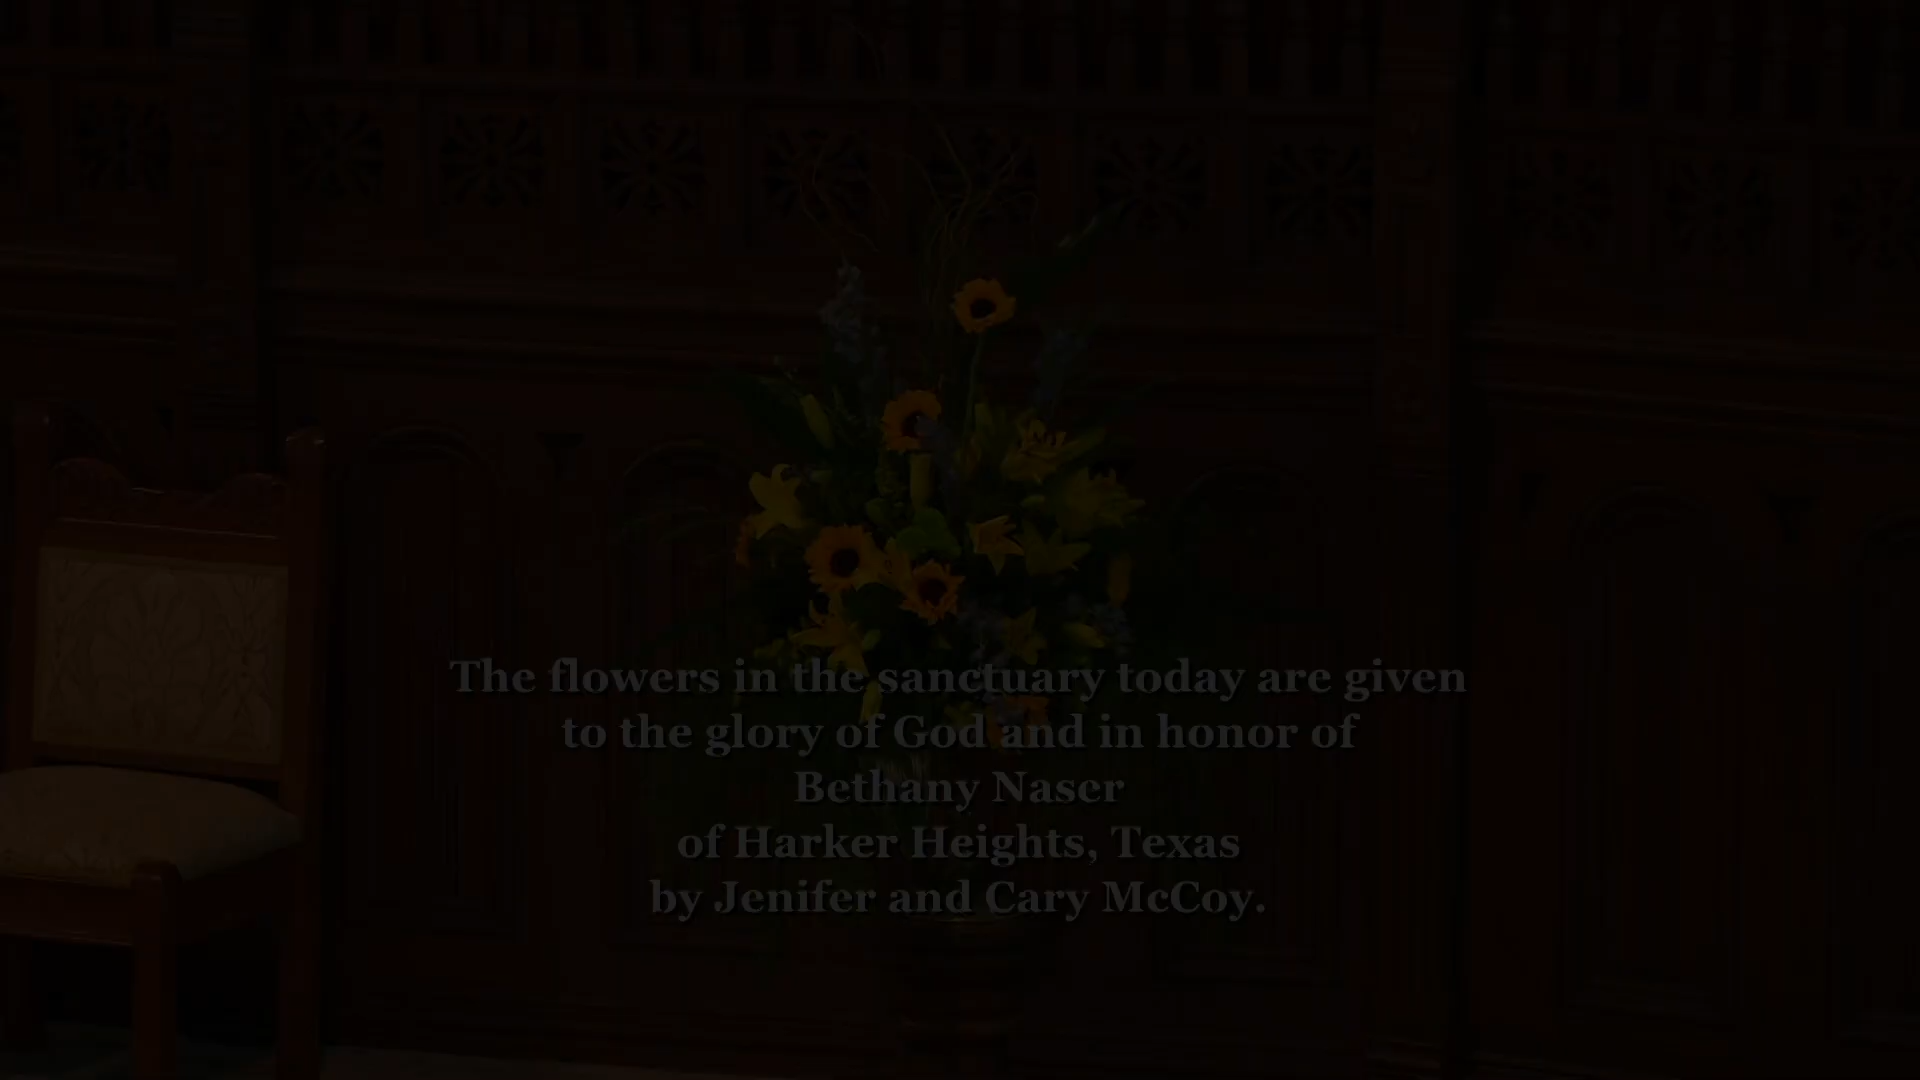 The flowers in the sanctuary today are given
to the glory of God and in honor of
Bethany Naser
of Harker Heights, Texas
by Jenifer and Cary McCoy.